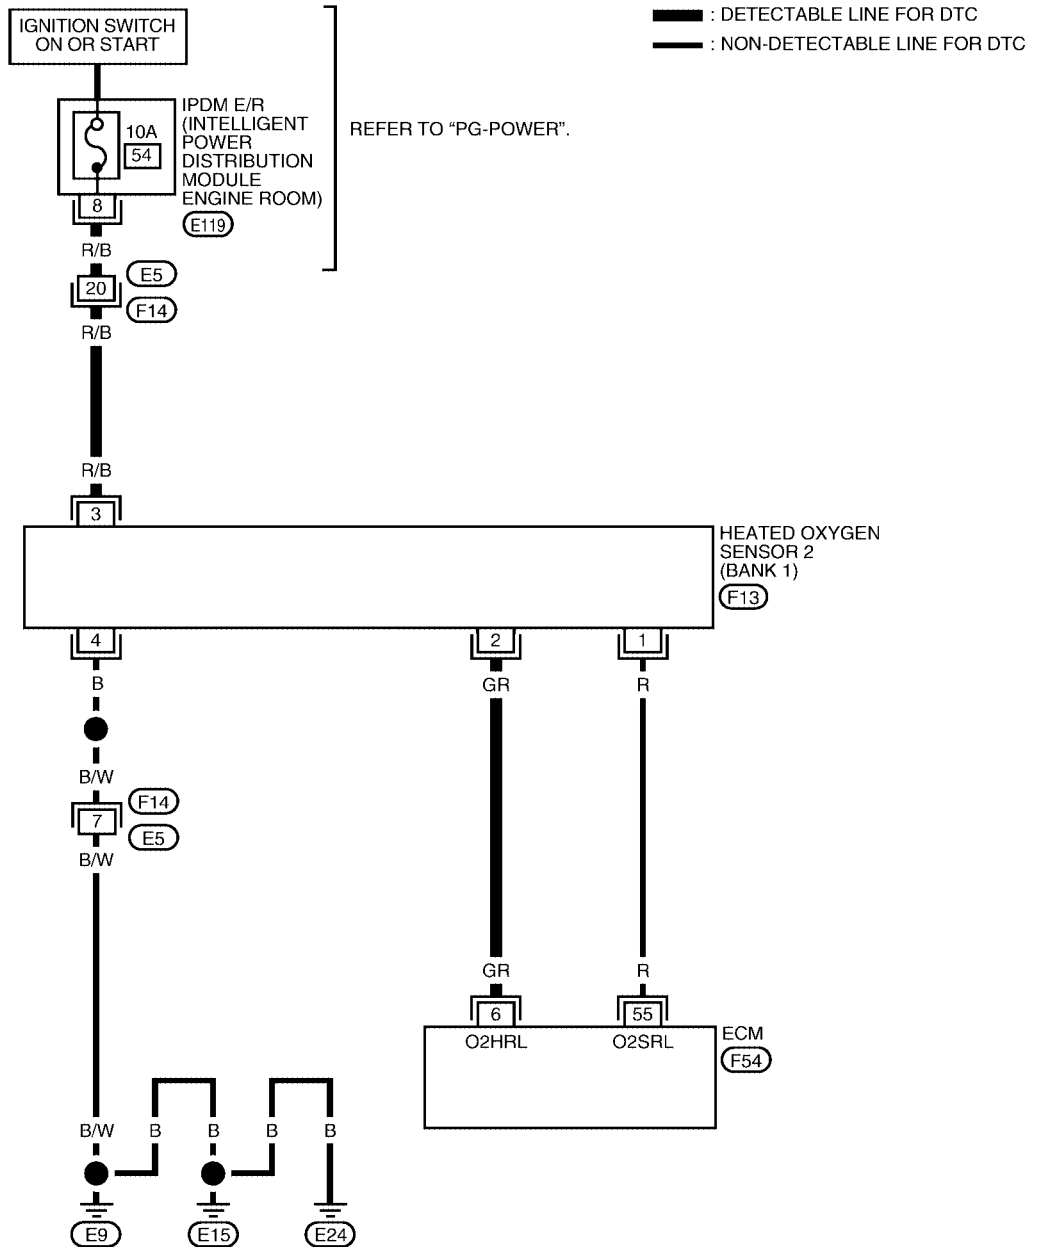 IGNITION SWITCH
ON OR START
: DETECTABLE LINE FOR DTC
: NON-DETECTABLE LINE FOR DTC
IPDM E/R
(INTELLIGENT
POWER
DISTRIBUTION
MODULE
ENGINE ROOM)
10A
54
REFER TO “PG-POWER”.
8
E119
R/B
E5
20
F14
R/B
R/B
3
HEATED OXYGEN
SENSOR 2
(BANK 1)
F13
4
2
1
B
GR
R
B/W
F14
7
E5
B/W
GR
R
6
55
O2HRL
O2SRL
ECM
F54
B/W
B
B
B
B
E9
E15
E24